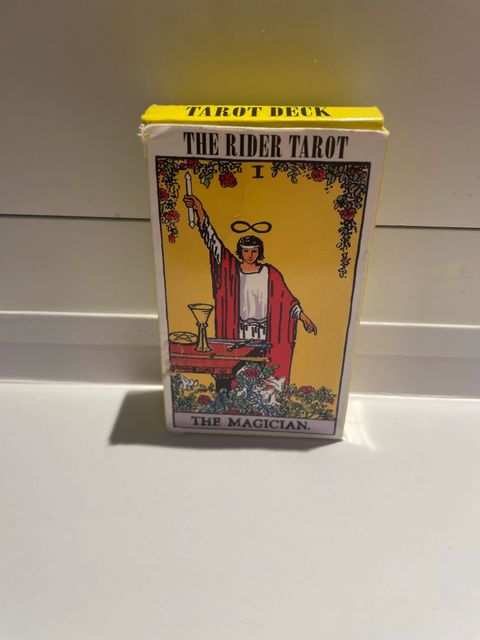 TAROT DECK
THE RIDER TAROT
I
THE MAGICIAN.